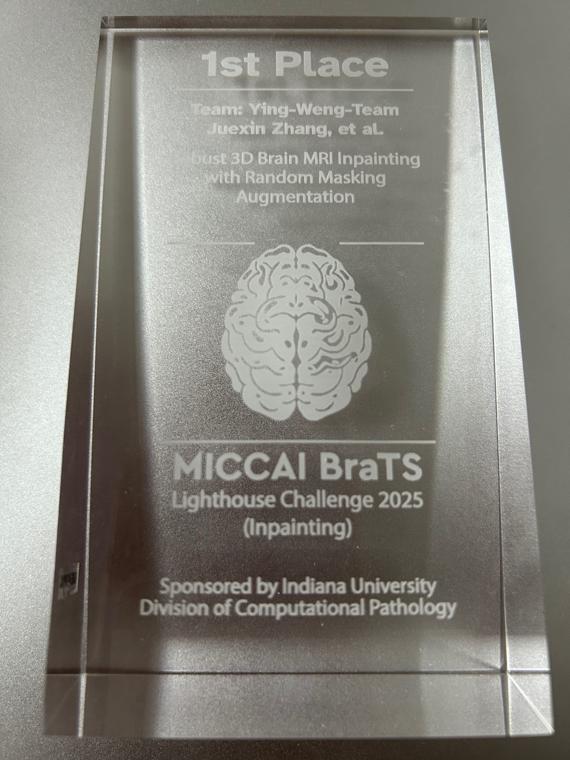 1st Place
Team: Ying-Weng-Team
Juexin Zhang, et al.
bust 3D Brain MRI Inpainting
with Random Masking
Augmentation
MICCAI BraTS
Lighthouse Challenge 2025
(Inpainting)
Sponsored by Indiana University
Division of Computational Pathology